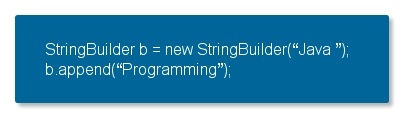 StringBuilder b = new StringBuilder(“Java ”);
b.append(“Programming”);